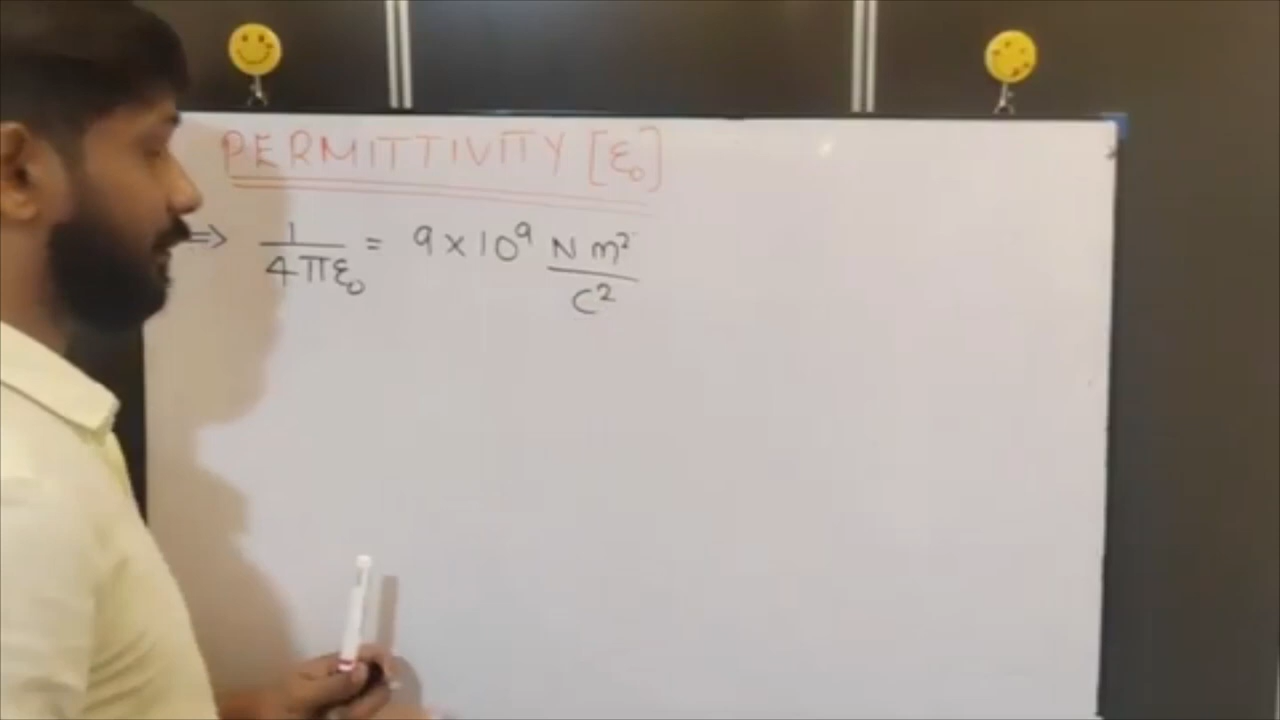 PERMITTIVITY [ε₀]
⇒ 1/4πε₀ = 9 × 10⁹ N m²/C²